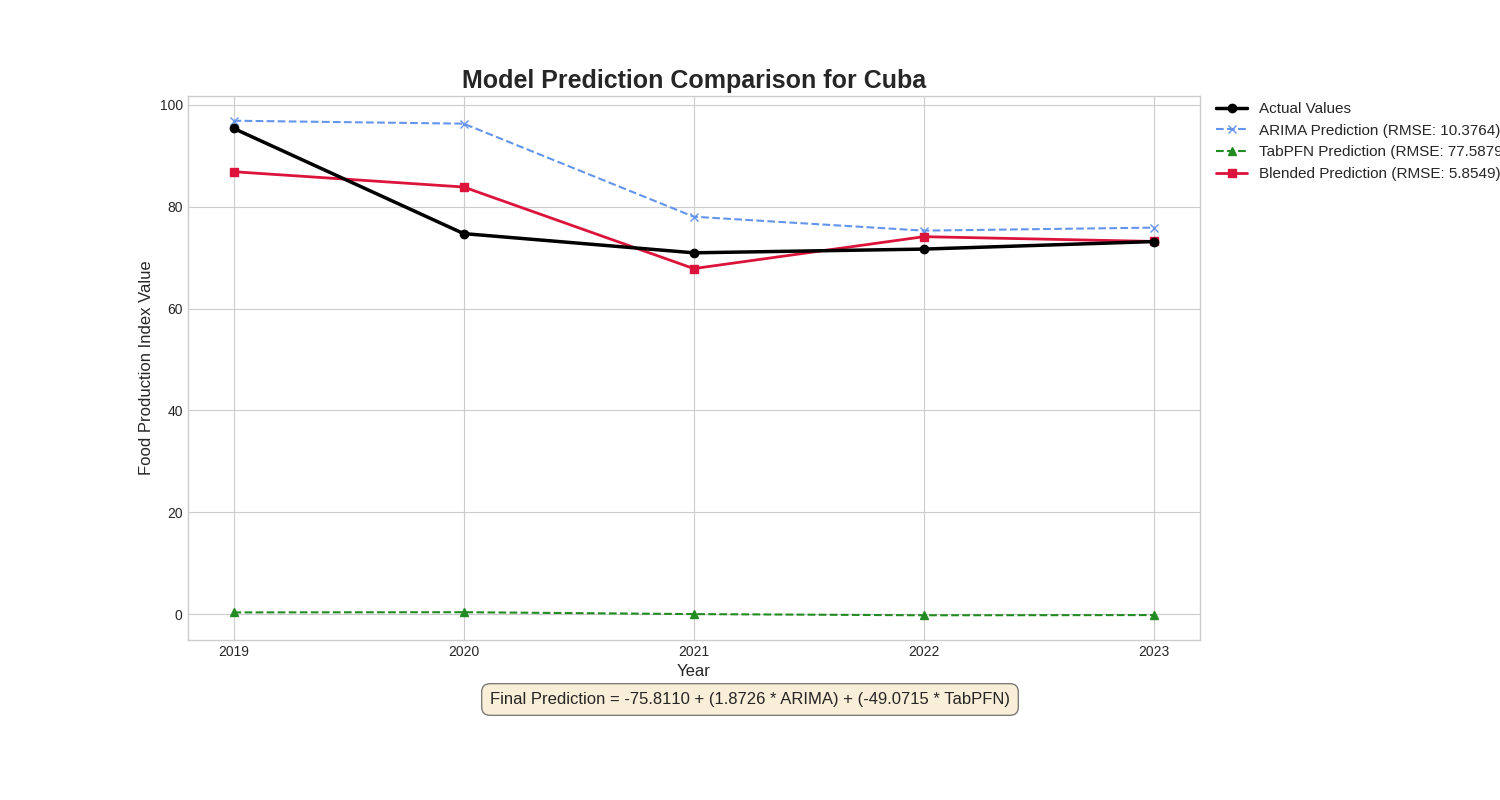 Model Prediction Comparison for Cuba
100
80
60
40
20
0
Food Production Index Value
2019 2020 2021 2022 2023
Year
Actual Values
ARIMA Prediction (RMSE: 10.3764)
TabPFN Prediction (RMSE: 77.5879
Blended Prediction (RMSE: 5.8549)
Final Prediction = -75.8110 + (1.8726 * ARIMA) + (-49.0715 * TabPFN)